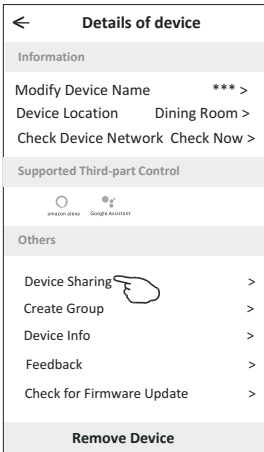 ← Details of device
Information
Modify Device Name *** >
Device Location Dining Room >
Check Device Network Check Now >
Supported Third-part Control
amazon alexa Google Assistant
Others
Device Sharing >
Create Group >
Device Info >
Feedback >
Check for Firmware Update >
Remove Device